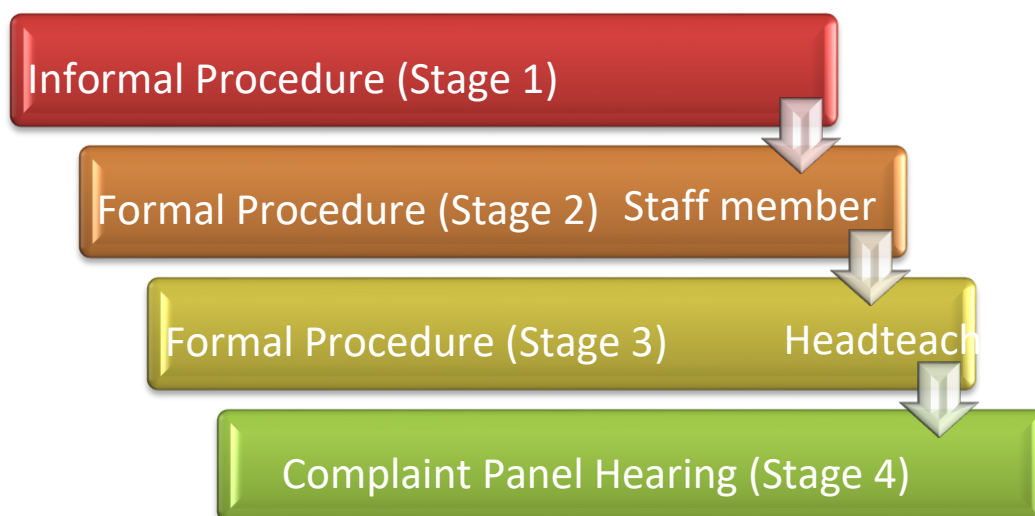 Informal Procedure (Stage 1)
Formal Procedure (Stage 2) Staff member
Formal Procedure (Stage 3) Headteach
Complaint Panel Hearing (Stage 4)